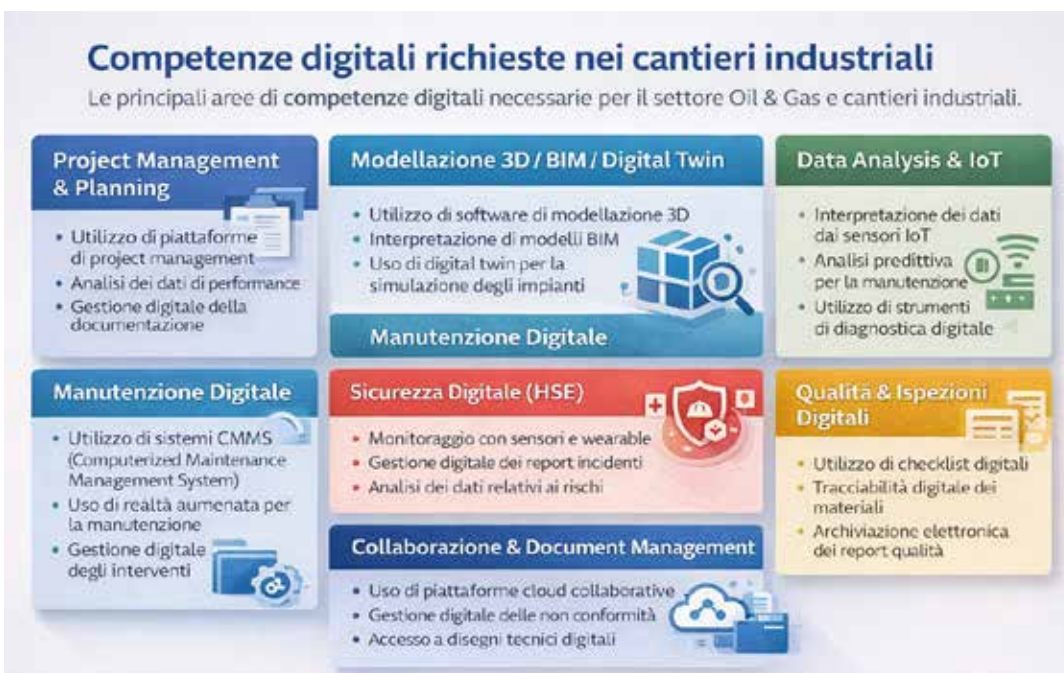 Competenze digitali richieste nei cantieri industriali
Le principali aree di competenze digitali necessarie per il settore Oil & Gas e cantieri industriali.
Project Management
& Planning
• Utilizzo di piattaforme
di project management
• Analisi dei dati di performance
• Gestione digitale della
documentazione
Modellazione 3D / BIM / Digital Twin
• Utilizzo di software di modellazione 3D
• Interpretazione di modelli BIM
• Uso di digital twin per la
simulazione degli impianti
Manutenzione Digitale
Data Analysis & IoT
• Interpretazione dei dati
dai sensori IoT
• Analisi predittiva
per la manutenzione
• Utilizzo di strumenti
di diagnostica digitale
Manutenzione Digitale
• Utilizzo di sistemi CMMS
(Computerized Maintenance
Management System)
• Uso di realtà aumentata per
la manutenzione
• Gestione digitale
degli interventi
Sicurezza Digitale (HSE)
• Monitoraggio con sensori e wearable
• Gestione digitale dei report incidenti
• Analisi dei dati relativi ai rischi
Qualità & Ispezioni
Digitali
• Utilizzo di checklist digitali
• Tracciabilità digitale dei
materiali
• Archiviazione elettronica
dei report qualità
Collaborazione & Document Management
• Uso di piattaforme cloud collaborative
• Gestione digitale delle non conformità
• Accesso a disegni tecnici digitali